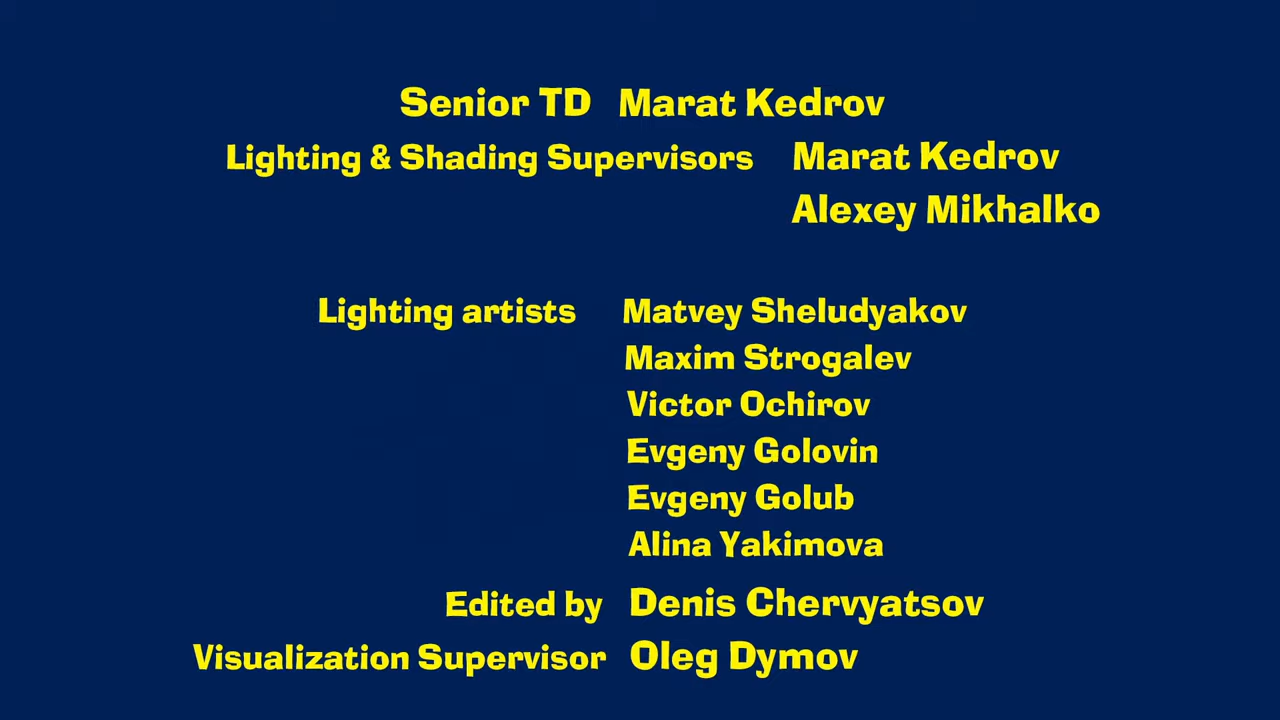 Senior TD Marat Kedrov
Lighting & Shading Supervisors Marat Kedrov
Alexey Mikhalko
Lighting artists Matvey Sheludyakov
Maxim Strogalev
Victor Ochirov
Evgeny Golovin
Evgeny Golub
Alina Yakimova
Edited by Denis Chervyatsov
Visualization Supervisor Oleg Dymov